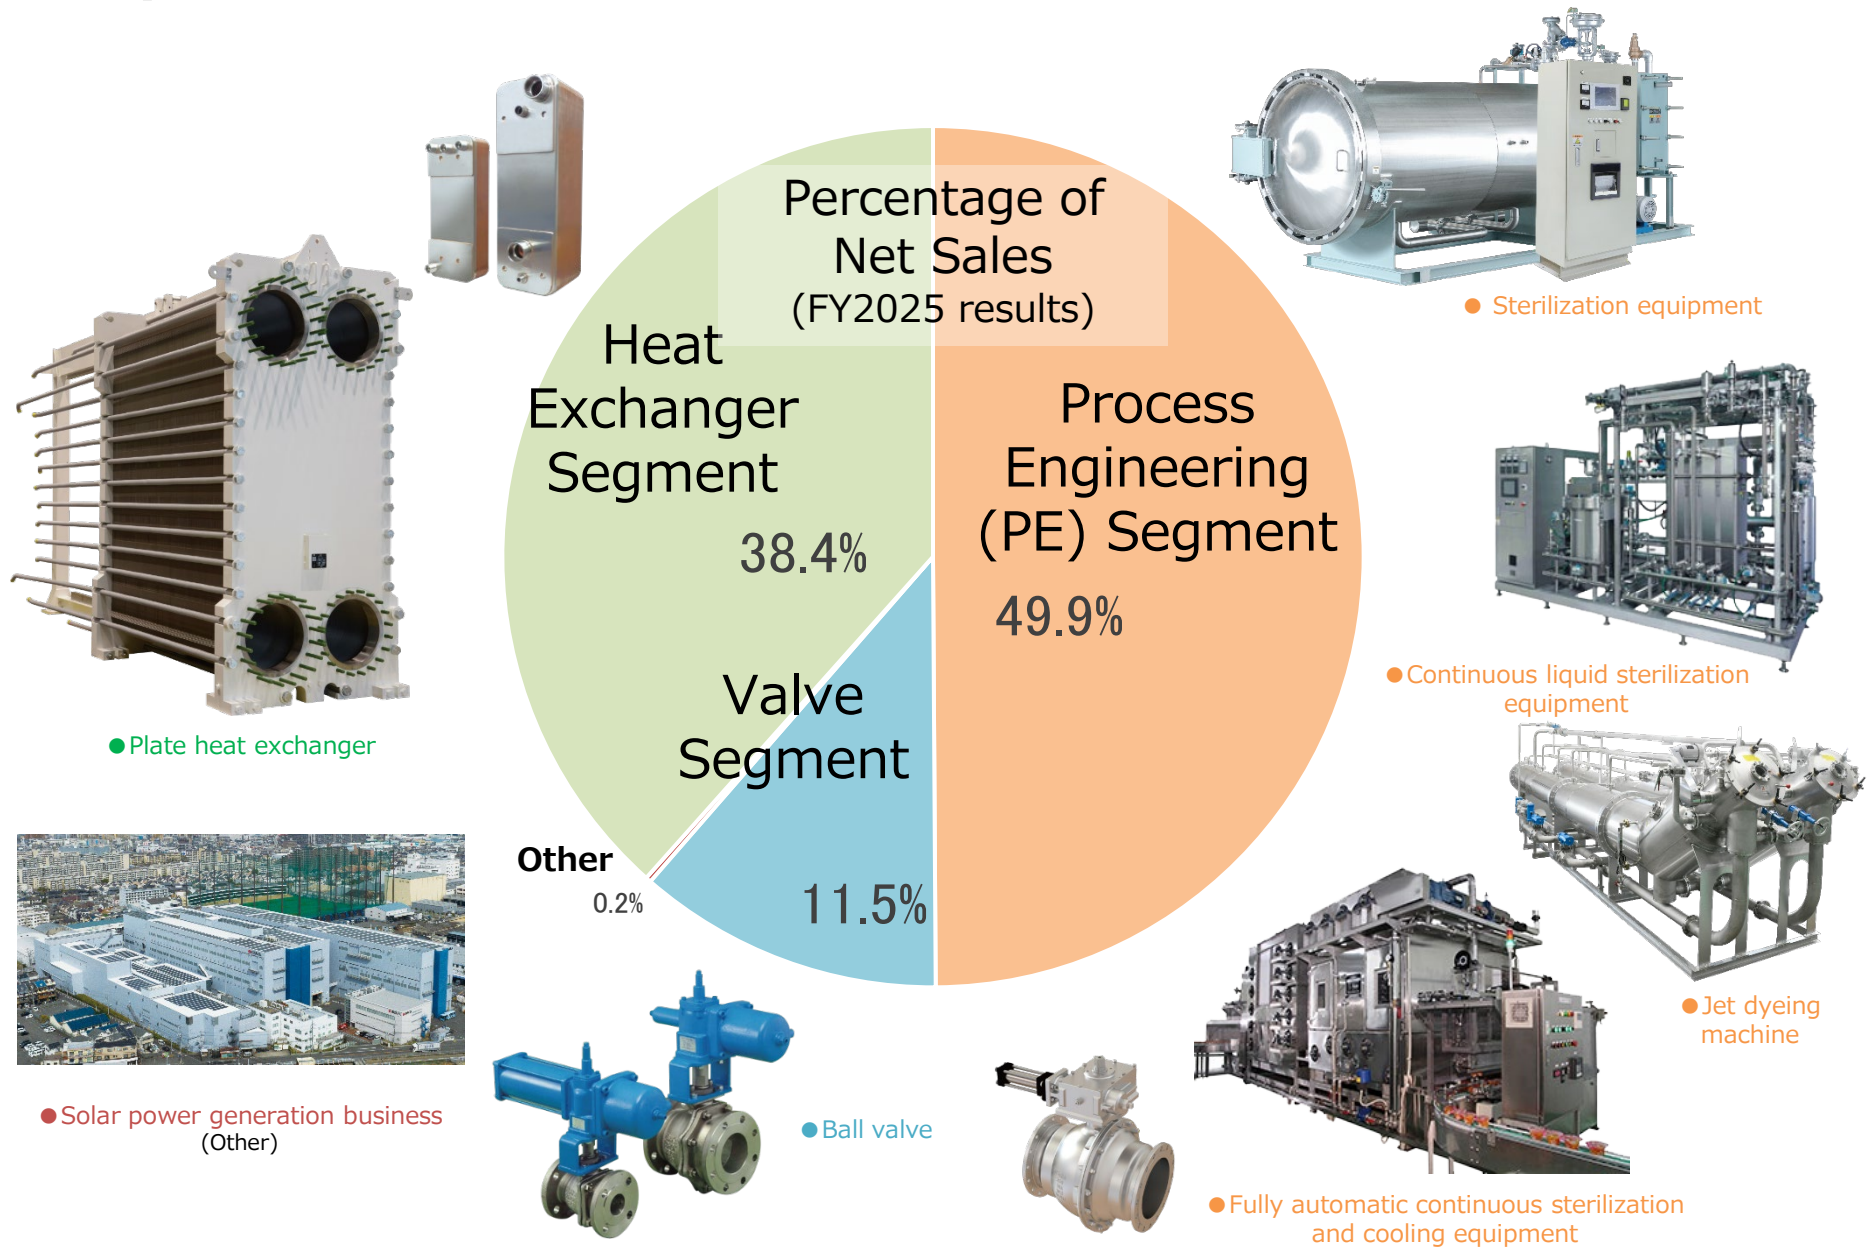 Percentage of
Net Sales
(FY2025 results)
Heat
Exchanger
Segment
38.4%
Process
Engineering
(PE) Segment
49.9%
Valve
Segment
11.5%
Other
0.2%
● Sterilization equipment
●Continuous liquid sterilization
equipment
●Jet dyeing
machine
●Fully automatic continuous sterilization
and cooling equipment
●Plate heat exchanger
●Solar power generation business
(Other)
●Ball valve